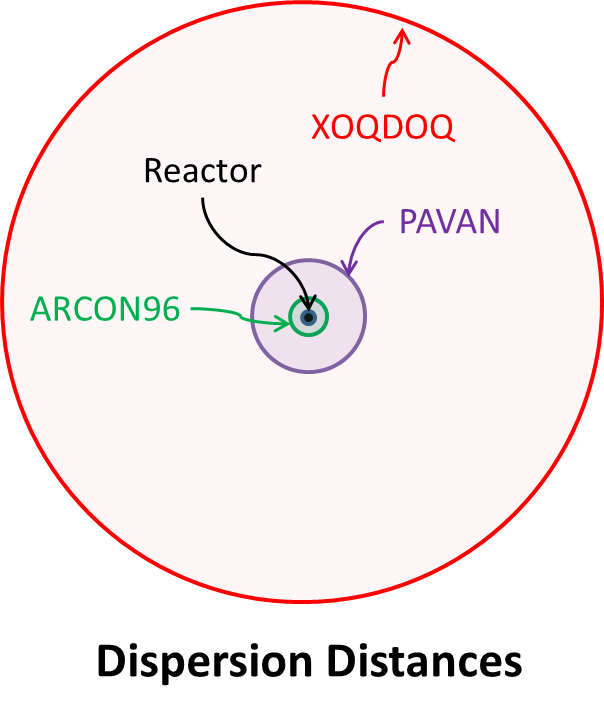 XOQDOQ
Reactor
PAVAN
ARCON96
Dispersion Distances